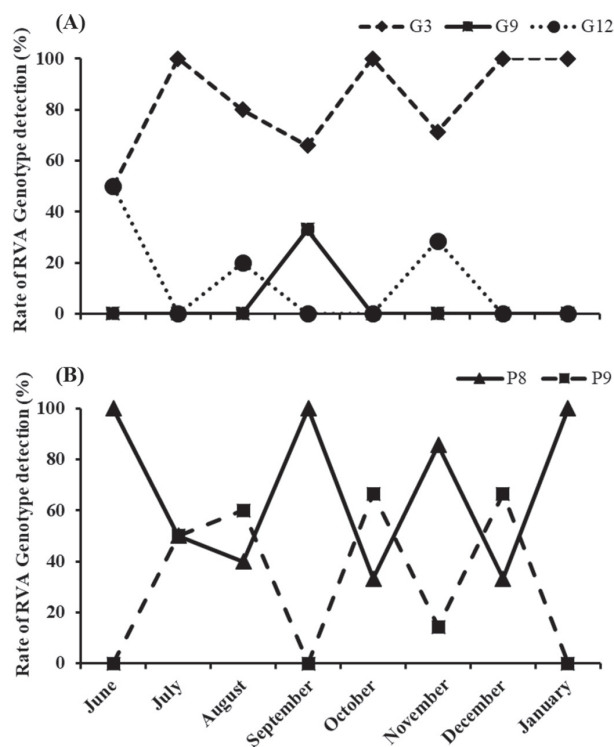 (A)
G3 G9 G12
Rate of RVA Genotype detection (%)
100
80
60
40
20
0
(B)
P8 P9
Rate of RVA Genotype detection (%)
100
80
60
40
20
0
June
July
August
September
October
November
December
January